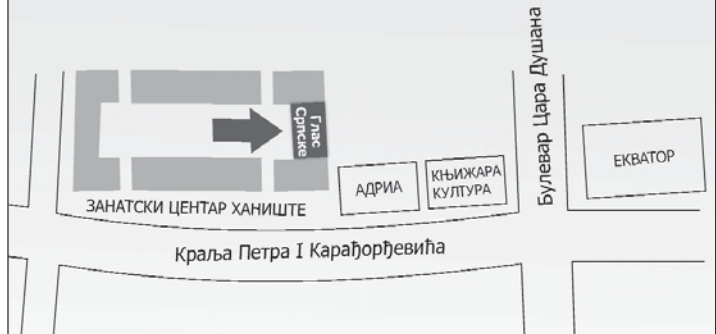 Булевар Цара Душана
Глас
Српске
ЕКВАТОР
АДРИА
КЊИЖАРА
КУЛТУРА
ЗАНАТСКИ ЦЕНТАР ХАНИШТЕ
Краља Петра I Карађорђевића